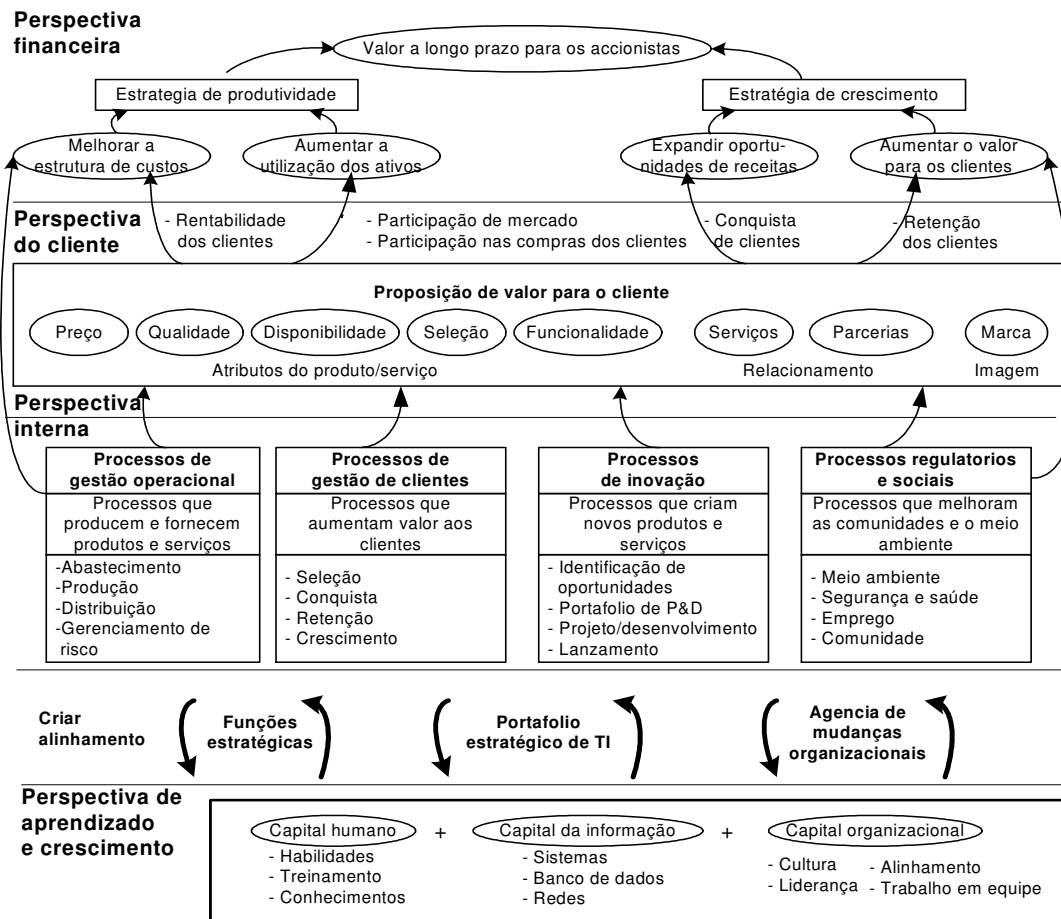 Perspectiva
financeira
Valor a longo prazo para os accionistas
Estrategia de produtividade
Estratégia de crescimento
Melhorar a
estrutura de custos
Aumentar a
utilização dos ativos
Expandir oportu-
nidades de receitas
Aumentar o valor
para os clientes
Perspectiva
do cliente
- Rentabilidade
dos clientes
- Participação de mercado
- Participação nas compras dos clientes
- Conquista
de clientes
- Retenção
dos clientes
Proposição de valor para o cliente
Preço
Qualidade
Disponibilidade
Seleção
Funcionalidade
Serviços
Parcerias
Marca
Atributos do produto/serviço
Relacionamento
Imagem
Perspectiva
interna
Processos de
gestão operacional
Processos que
producem e fornecem
produtos e serviços
-Abastecimento
-Produção
-Distribuição
-Gerenciamento de
risco
Processos de
gestão de clientes
Processos que
aumentam valor aos
clientes
- Seleção
- Conquista
- Retenção
- Crescimento
Processos
de inovação
Processos que criam
novos produtos e
serviços
- Identificação de
oportunidades
- Portafolio de P&D
- Projeto/desenvolvimento
- Lanzamento
Processos regulatorios
e sociais
Processos que melhoram
as comunidades e o meio
ambiente
- Meio ambiente
- Segurança e saúde
- Emprego
- Comunidade
Criar
alinhamento
Funções
estratégicas
Portafolio
estratégico de TI
Agencia de
mudanças
organizacionais
Perspectiva de
aprendizado
e crescimento
Capital humano
+
Capital da informação
+
Capital organizacional
- Habilidades
- Treinamento
- Conhecimentos
- Sistemas
- Banco de dados
- Redes
- Cultura
- Liderança
- Alinhamento
- Trabalho em equipe